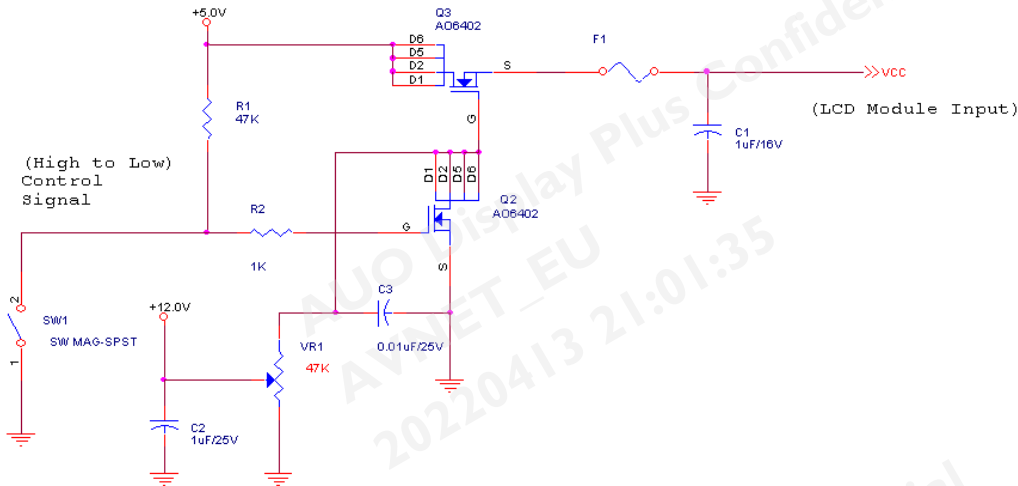 +5.0V
Q3
AO6402
D6
D5
D2
D1
S
G
F1
VCC
(LCD Module Input)
R1
47K
C1
1uF/16V
(High to Low)
Control
Signal
D1
D2
D5
D6
Q2
AO6402
R2
1K
G
S
2
SW1
SW MAG-SPST
1
+12.0V
C3
0.01uF/25V
VR1
47K
C2
1uF/25V
AUO Display Plus Confiden
AVNET_EU
20220413 21:01:35